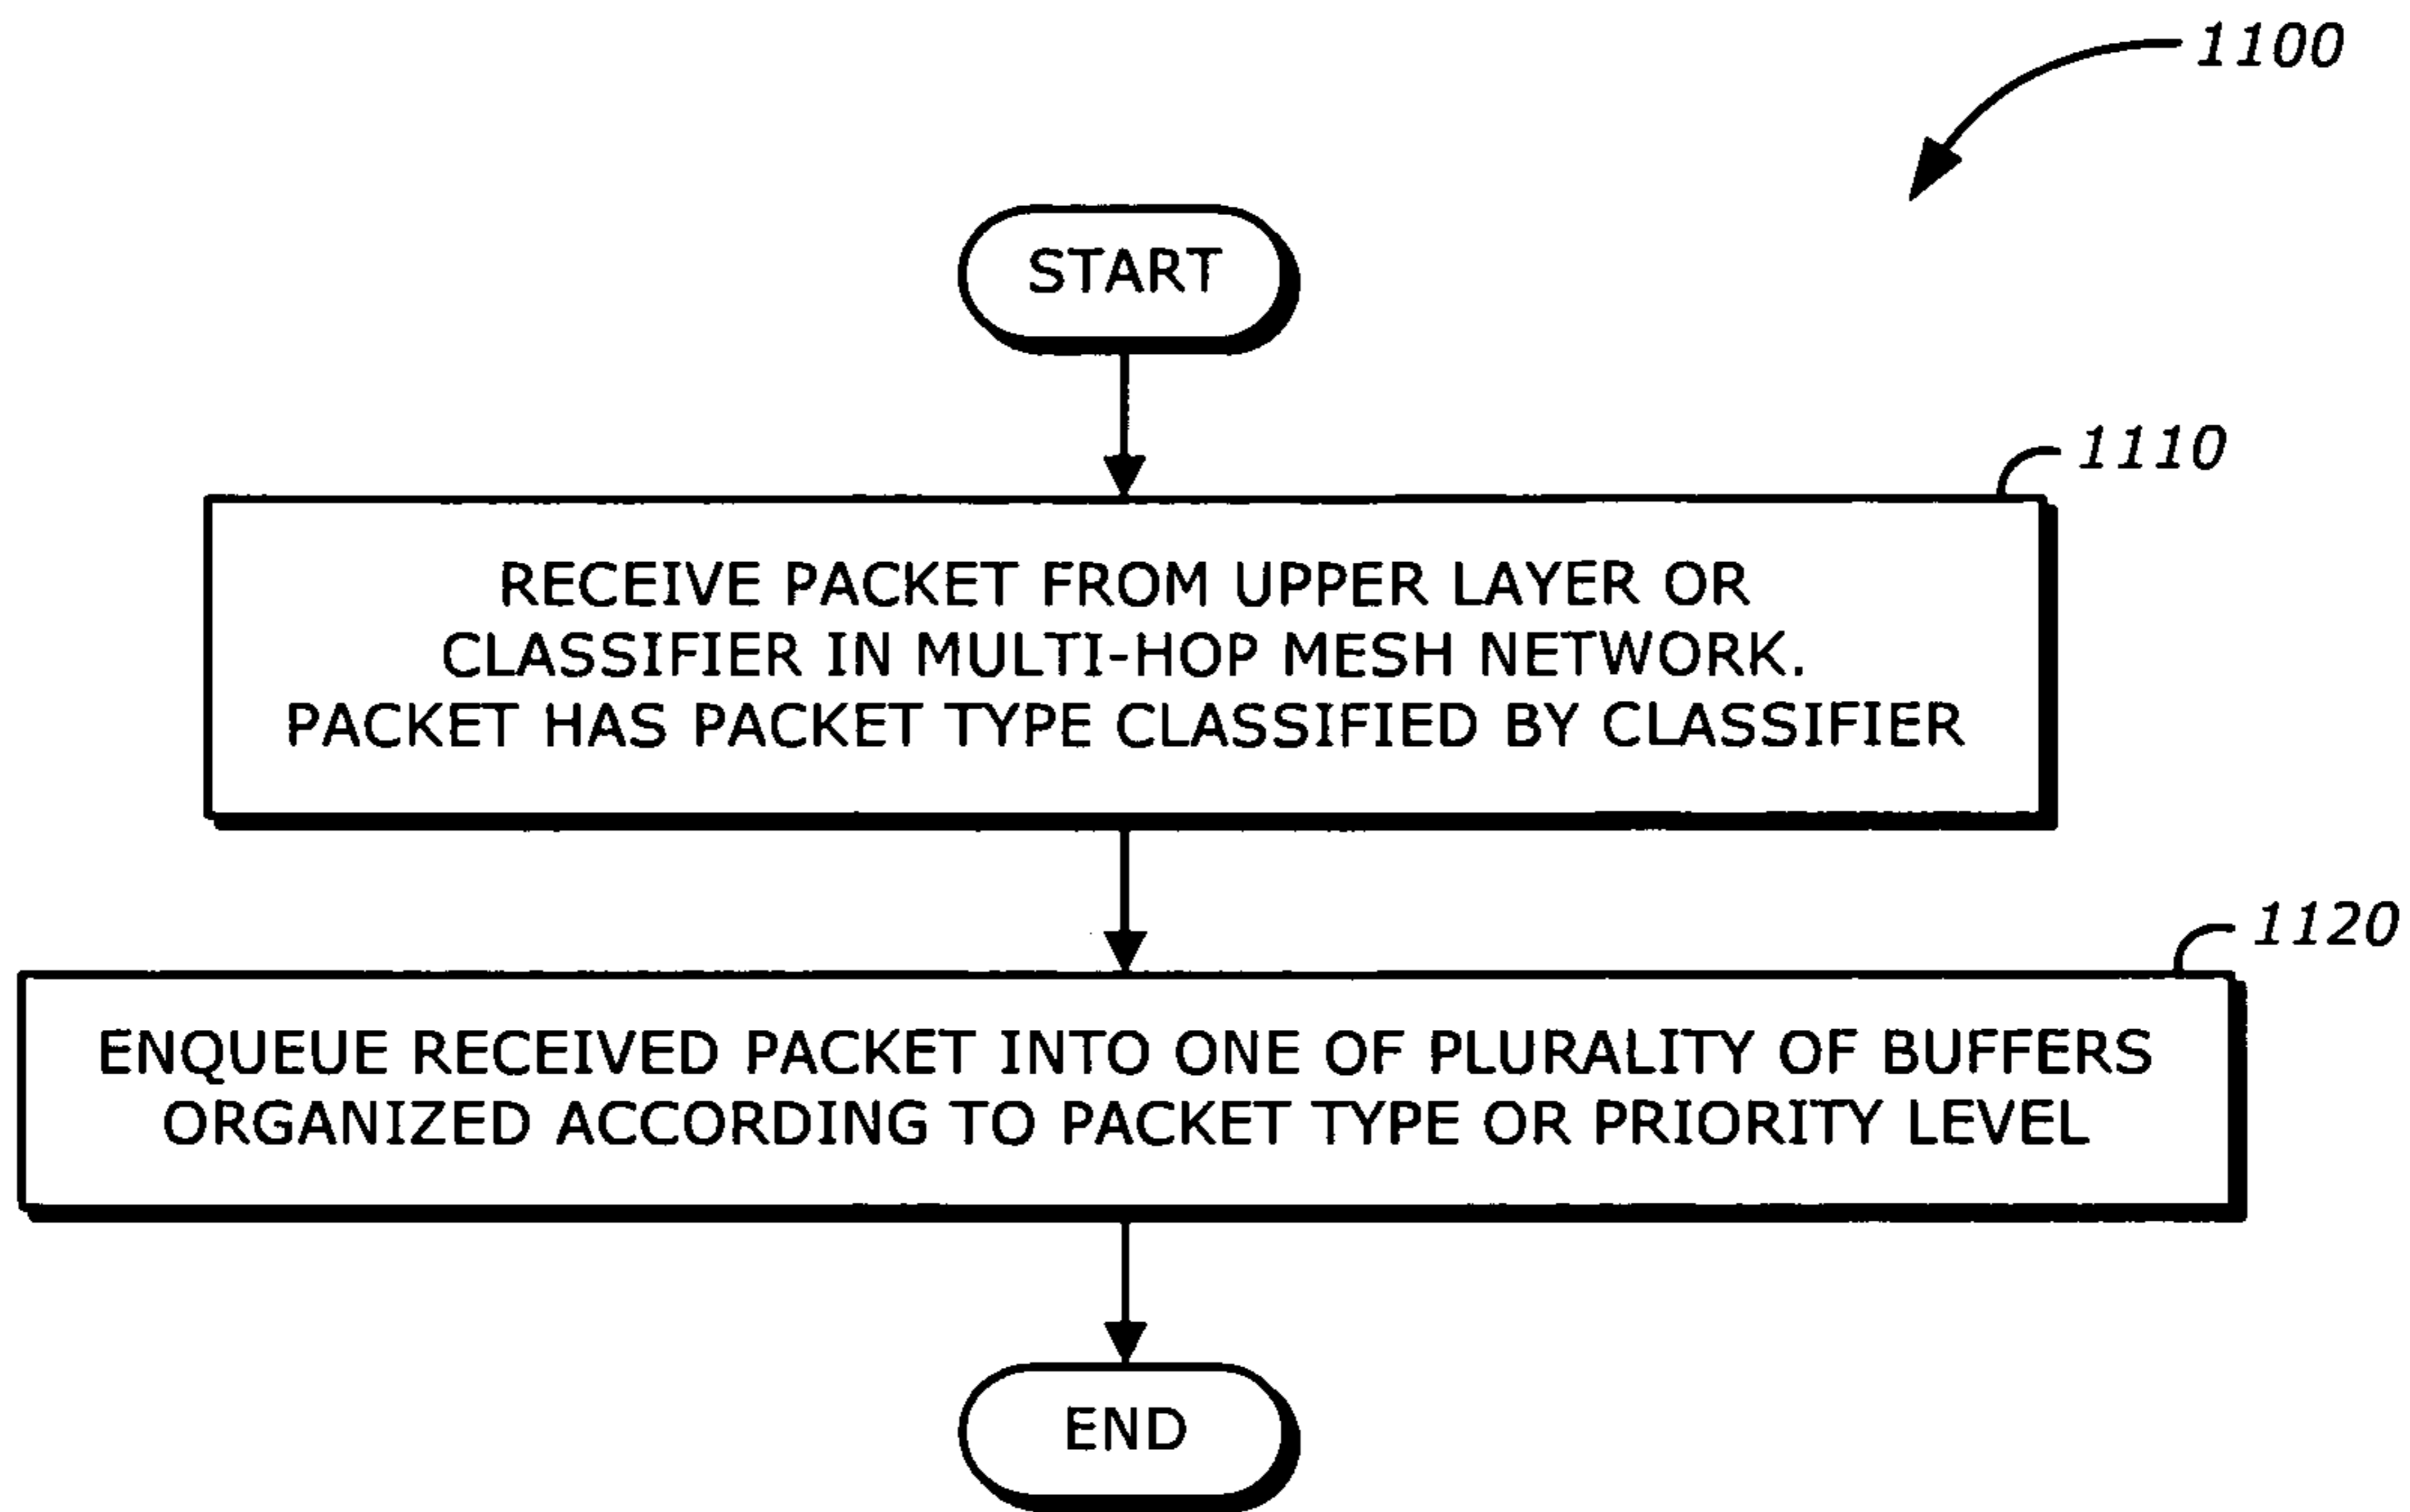 1100
START
1110
RECEIVE PACKET FROM UPPER LAYER OR
CLASSIFIER IN MULTI-HOP MESH NETWORK.
PACKET HAS PACKET TYPE CLASSIFIED BY CLASSIFIER
1120
ENQUEUE RECEIVED PACKET INTO ONE OF PLURALITY OF BUFFERS
ORGANIZED ACCORDING TO PACKET TYPE OR PRIORITY LEVEL
END